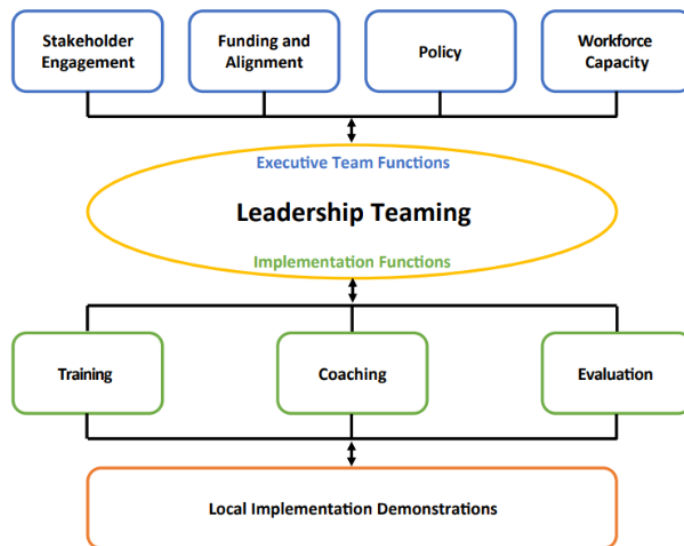 Stakeholder
Engagement
Funding and
Alignment
Policy
Workforce
Capacity
Executive Team Functions
Leadership Teaming
Implementation Functions
Training
Coaching
Evaluation
Local Implementation Demonstrations